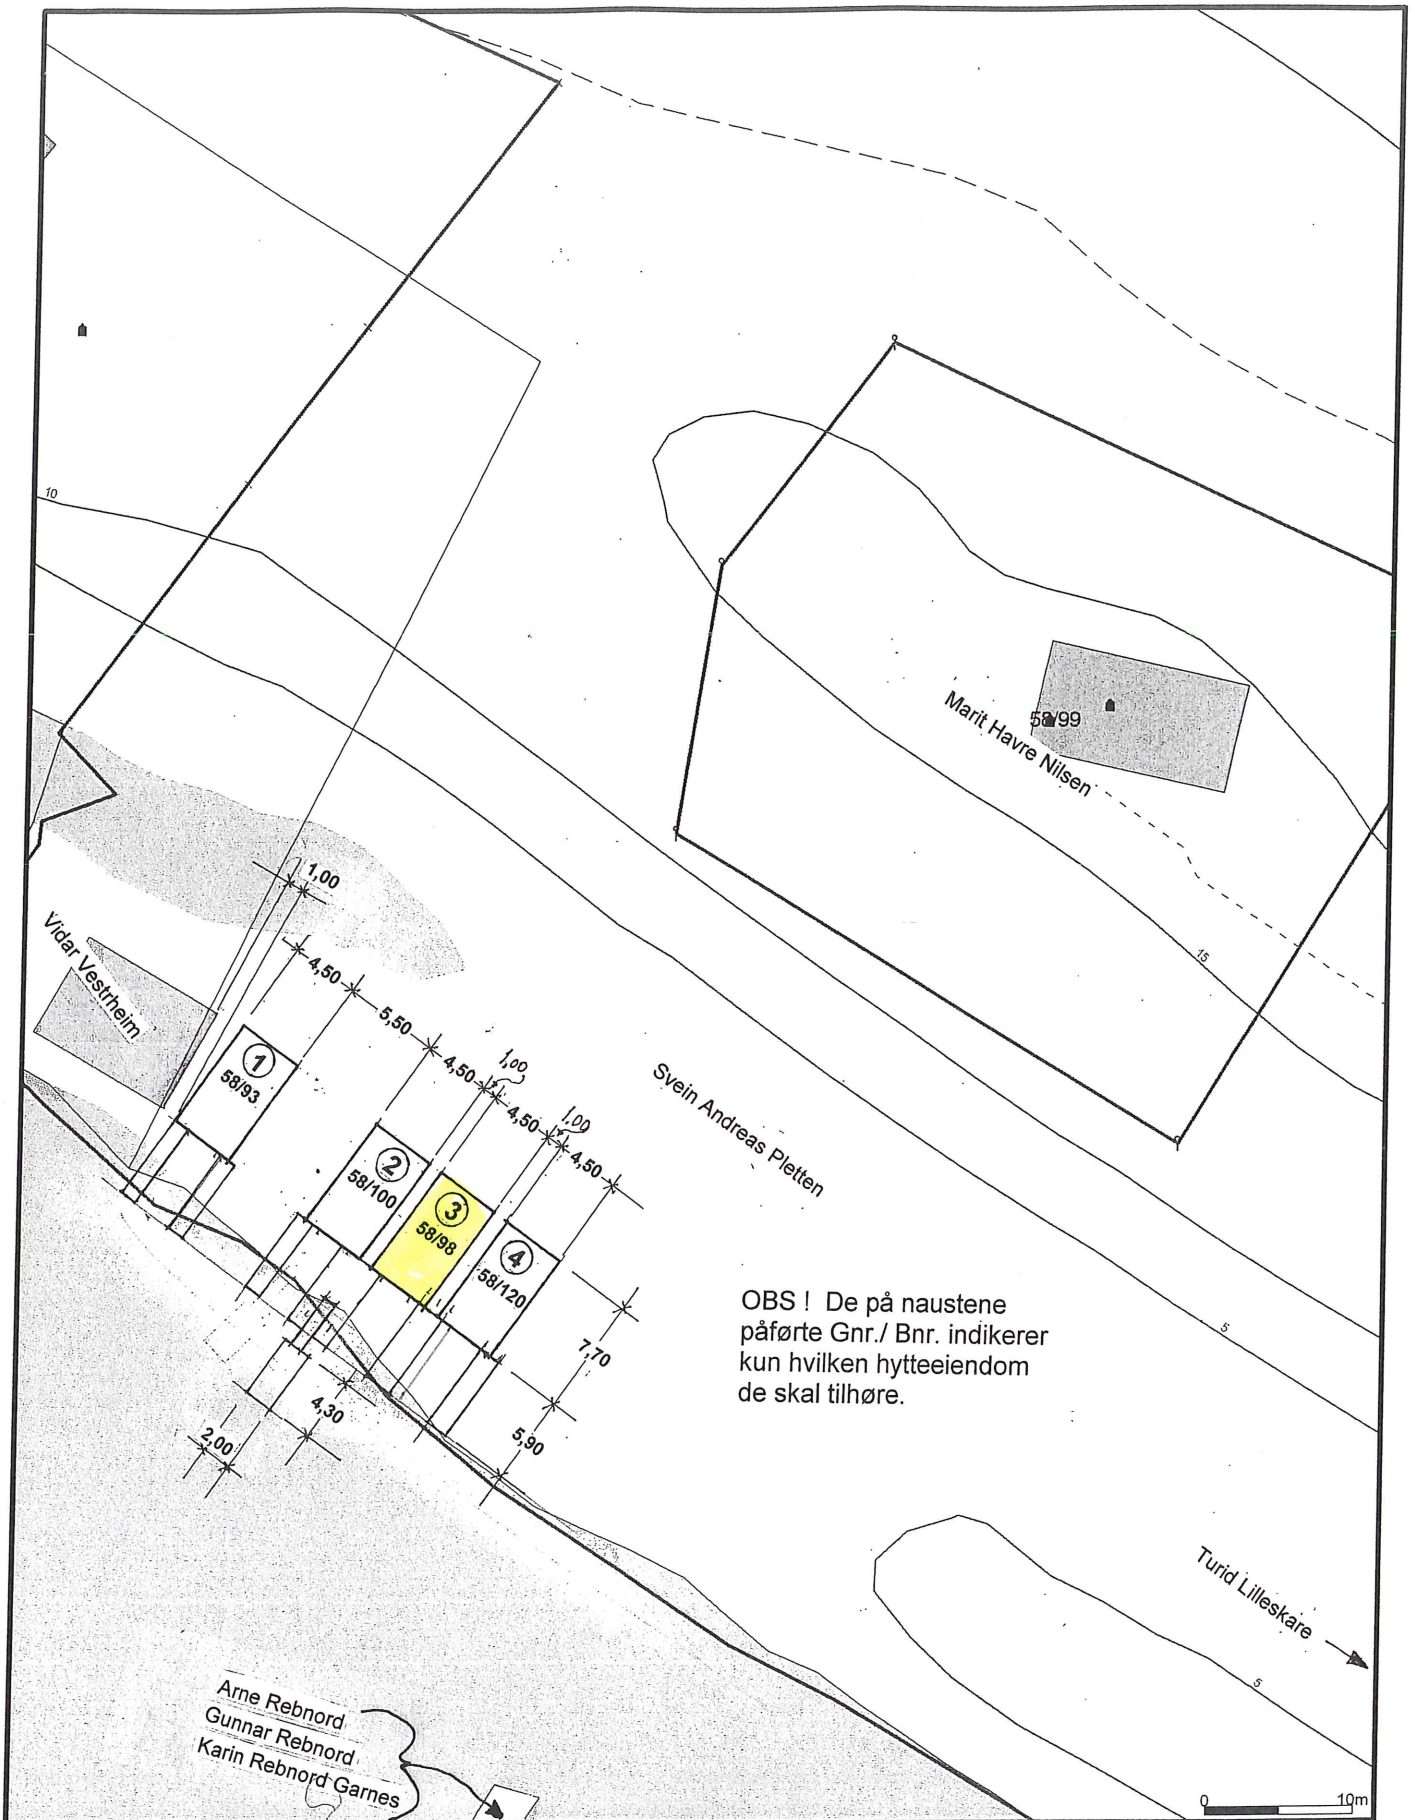 10
58/99
Marit Havre Nilsen
1,00
Vidar Vestrheim
4,50
5,50
4,50
1,00
4,50
1,00
4,50
15
1
58/93
Svein Andreas Pletten
2
58/100
3
58/98
4
58/120
OBS ! De på naustene
påførte Gnr./ Bnr. indikerer
kun hvilken hytteeiendom
de skal tilhøre.
5
7,70
4,30
2,00
5,90
Turid Lilleskare
5
Arne Rebnord
Gunnar Rebnord
Karin Rebnord Garnes
0 10m